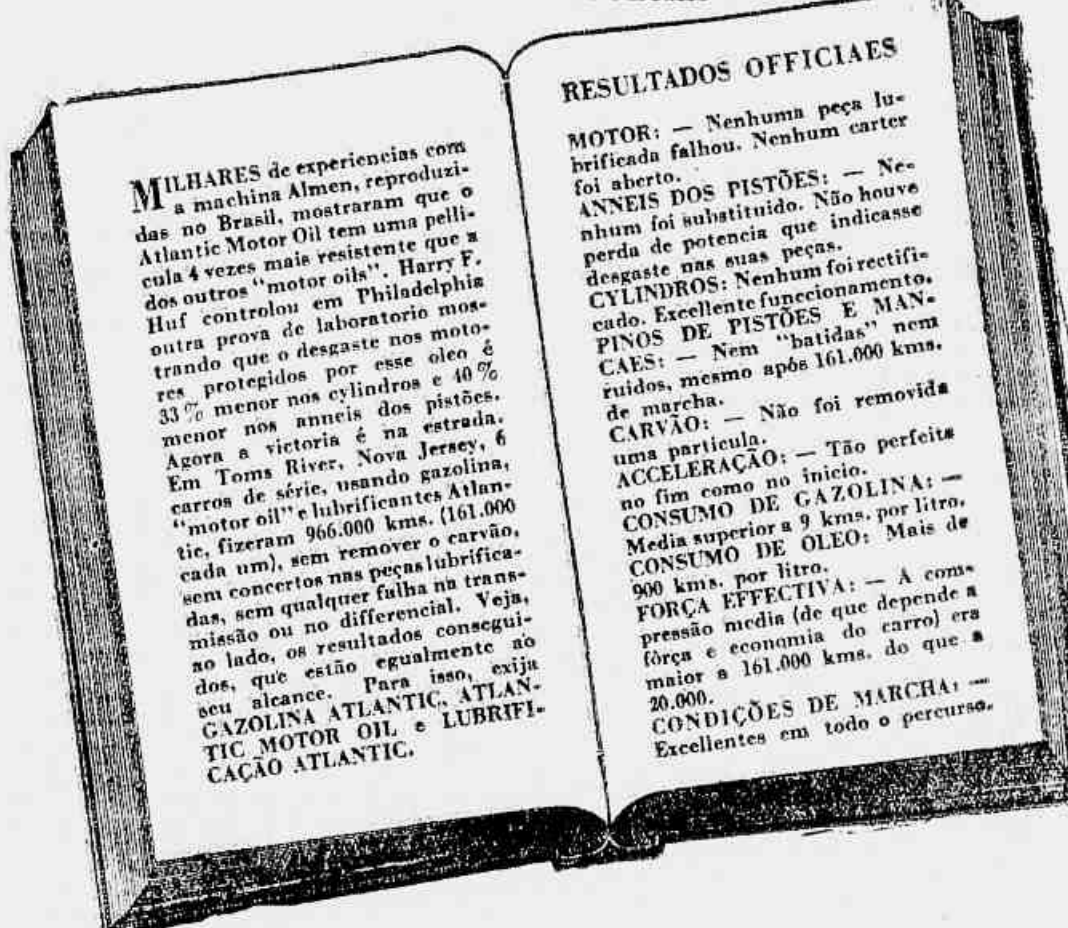 MILHARES de experiencias com
a machina Almen, reproduzi-
das no Brasil, mostraram que o
Atlantic Motor Oil tem uma pelli-
cula 4 vezes mais resistente que a
dos outros "motor oils". Harry F.
Huf controlou em Philadelphia
outra prova de laboratorio mos-
trando que o desgaste nos moto-
res protegidos por esse oleo é
33% menor nos cylindros e 40%
menor nos anneis dos pistões.
Agora a victoria é na estrada.
Em Toms River, Nova Jersey, 6
carros de série, usando gazolina,
"motor oil" e lubrificantes Atlan-
tic, fizeram 966.000 kms. (161.000
cada um), sem remover o carvão,
sem concertos nas peças lubrifica-
das, sem qualquer falha na trans-
missão ou no differencial. Veja,
ao lado, os resultados consegui-
dos, que estão egualmente ao
seu alcance. Para isso, exija
GAZOLINA ATLANTIC, ATLAN-
TIC MOTOR OIL e LUBRIFI-
CAÇÃO ATLANTIC.
RESULTADOS OFFICIAES
MOTOR: — Nenhuma peça lu-
brificada falhou. Nenhum carter
foi aberto.
ANNEIS DOS PISTÕES: — Ne-
nhum foi substituido. Não houve
perda de potencia que indicasse
desgaste nas suas peças.
CYLINDROS: Nenhum foi rectifi-
cado. Excellente funccionamento.
PINOS DE PISTÕES E MAN-
CAES: — Nem "batidas" nem
ruidos, mesmo após 161.000 kms.
de marcha.
CARVÃO: — Não foi removida
uma particula.
ACCELERAÇÃO: — Tão perfeita
no fim como no inicio.
CONSUMO DE GAZOLINA: —
Media superior a 9 kms. por litro.
CONSUMO DE OLEO: Mais de
900 kms. por litro.
FORÇA EFFECTIVA: — A com-
pressão media (de que depende a
fôrça e economia do carro) era
maior a 161.000 kms. do que a
20.000.
CONDIÇÕES DE MARCHA: —
Excellentes em todo o percurso.